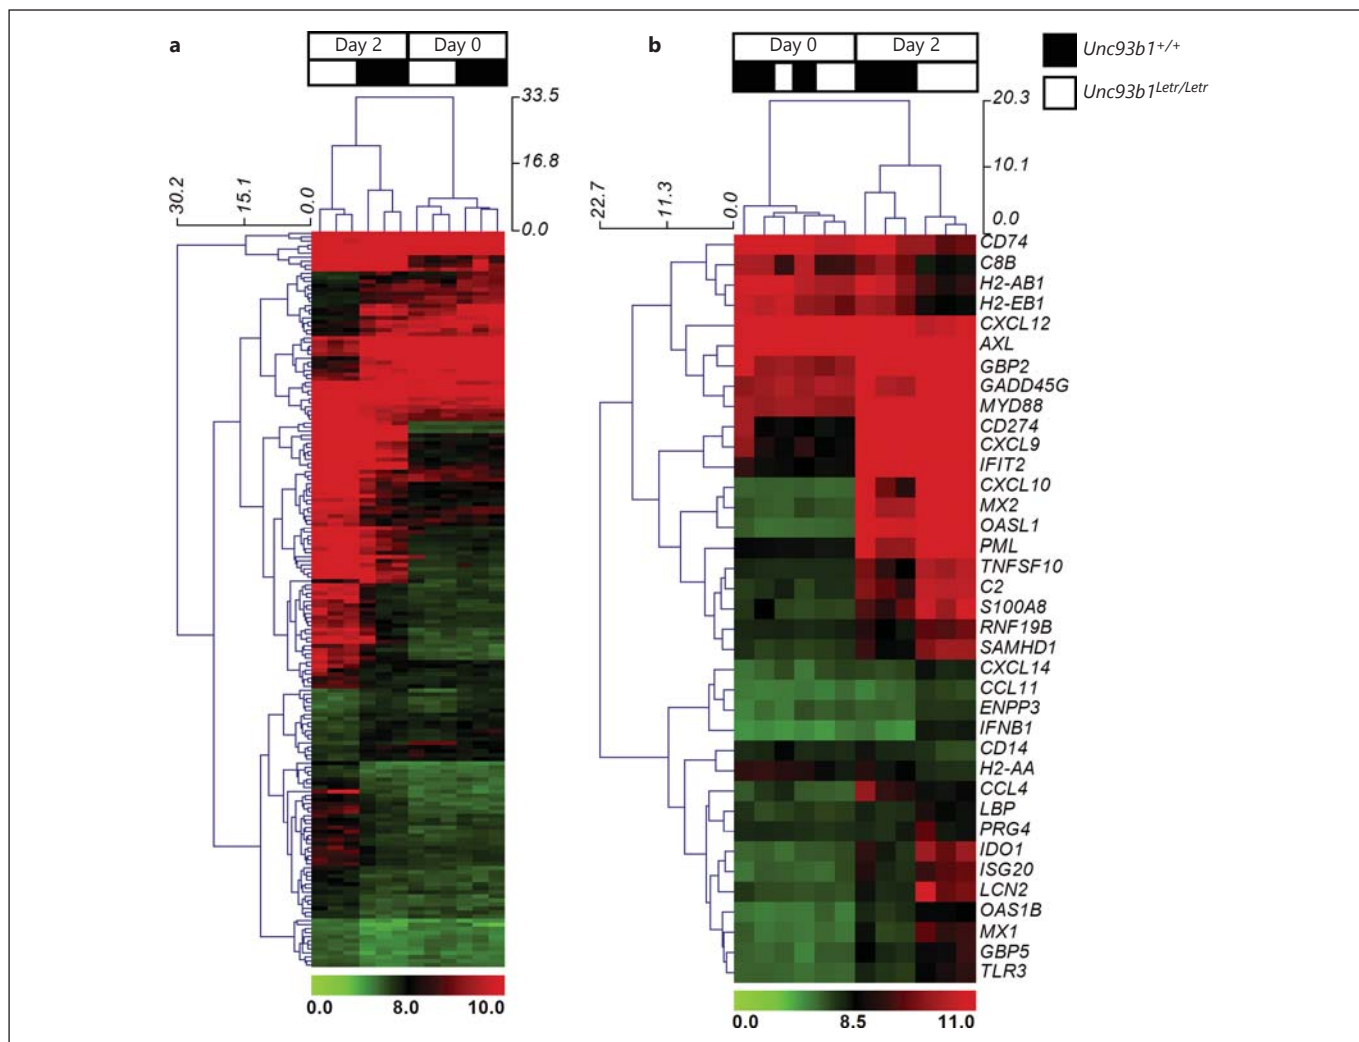 a
Day 2 Day 0
b
Day 0 Day 2
Unc93b1+/+
Unc93b1Letr/Letr
33.5
16.8
0.0
30.2
15.1
0.0
20.3
10.1
0.0
22.7
11.3
0.0
CD74
C8B
H2-AB1
H2-EB1
CXCL12
AXL
GBP2
GADD45G
MYD88
CD274
CXCL9
IFIT2
CXCL10
MX2
OASL1
PML
TNFSF10
C2
S100A8
RNF19B
SAMHD1
CXCL14
CCL11
ENPP3
IFNB1
CD14
H2-AA
CCL4
LBP
PRG4
IDO1
ISG20
LCN2
OAS1B
MX1
GBP5
TLR3
0.0 8.0 10.0
0.0 8.5 11.0